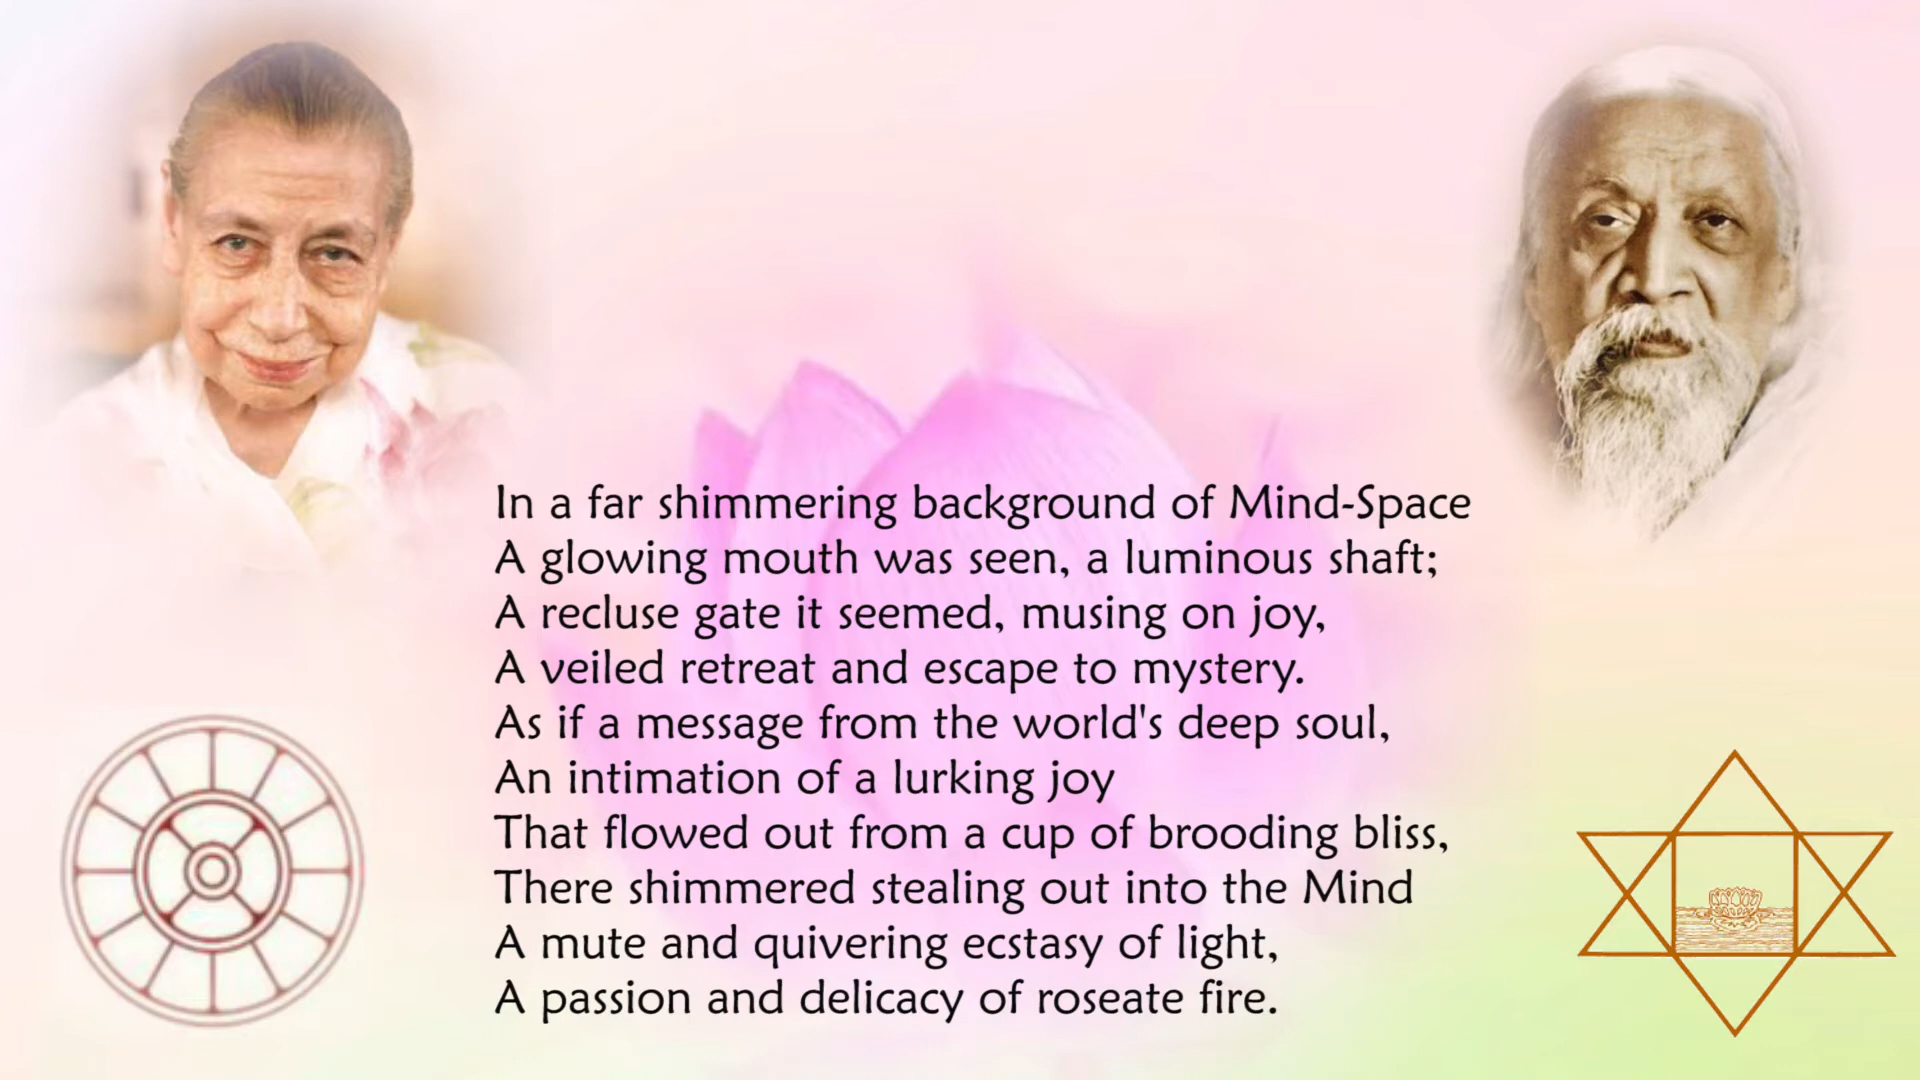 In a far shimmering background of Mind-Space
A glowing mouth was seen, a luminous shaft;
A recluse gate it seemed, musing on joy,
A veiled retreat and escape to mystery.
As if a message from the world's deep soul,
An intimation of a lurking joy
That flowed out from a cup of brooding bliss,
There shimmered stealing out into the Mind
A mute and quivering ecstasy of light,
A passion and delicacy of roseate fire.